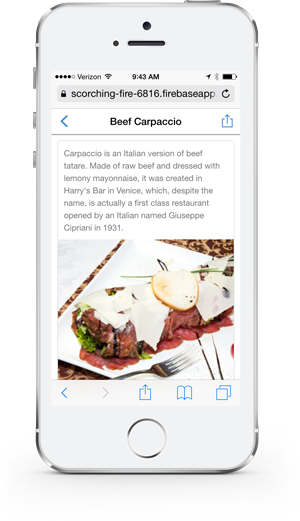 Verizon 9:43 AM
scorching-fire-6816.firebaseapp
Beef Carpaccio
Carpaccio is an Italian version of beef
tatare. Made of raw beef and dressed with
lemony mayonnaise, it was created in
Harry's Bar in Venice, which, despite the
name, is actually a first class restaurant
opened by an Italian named Giuseppe
Cipriani in 1931.